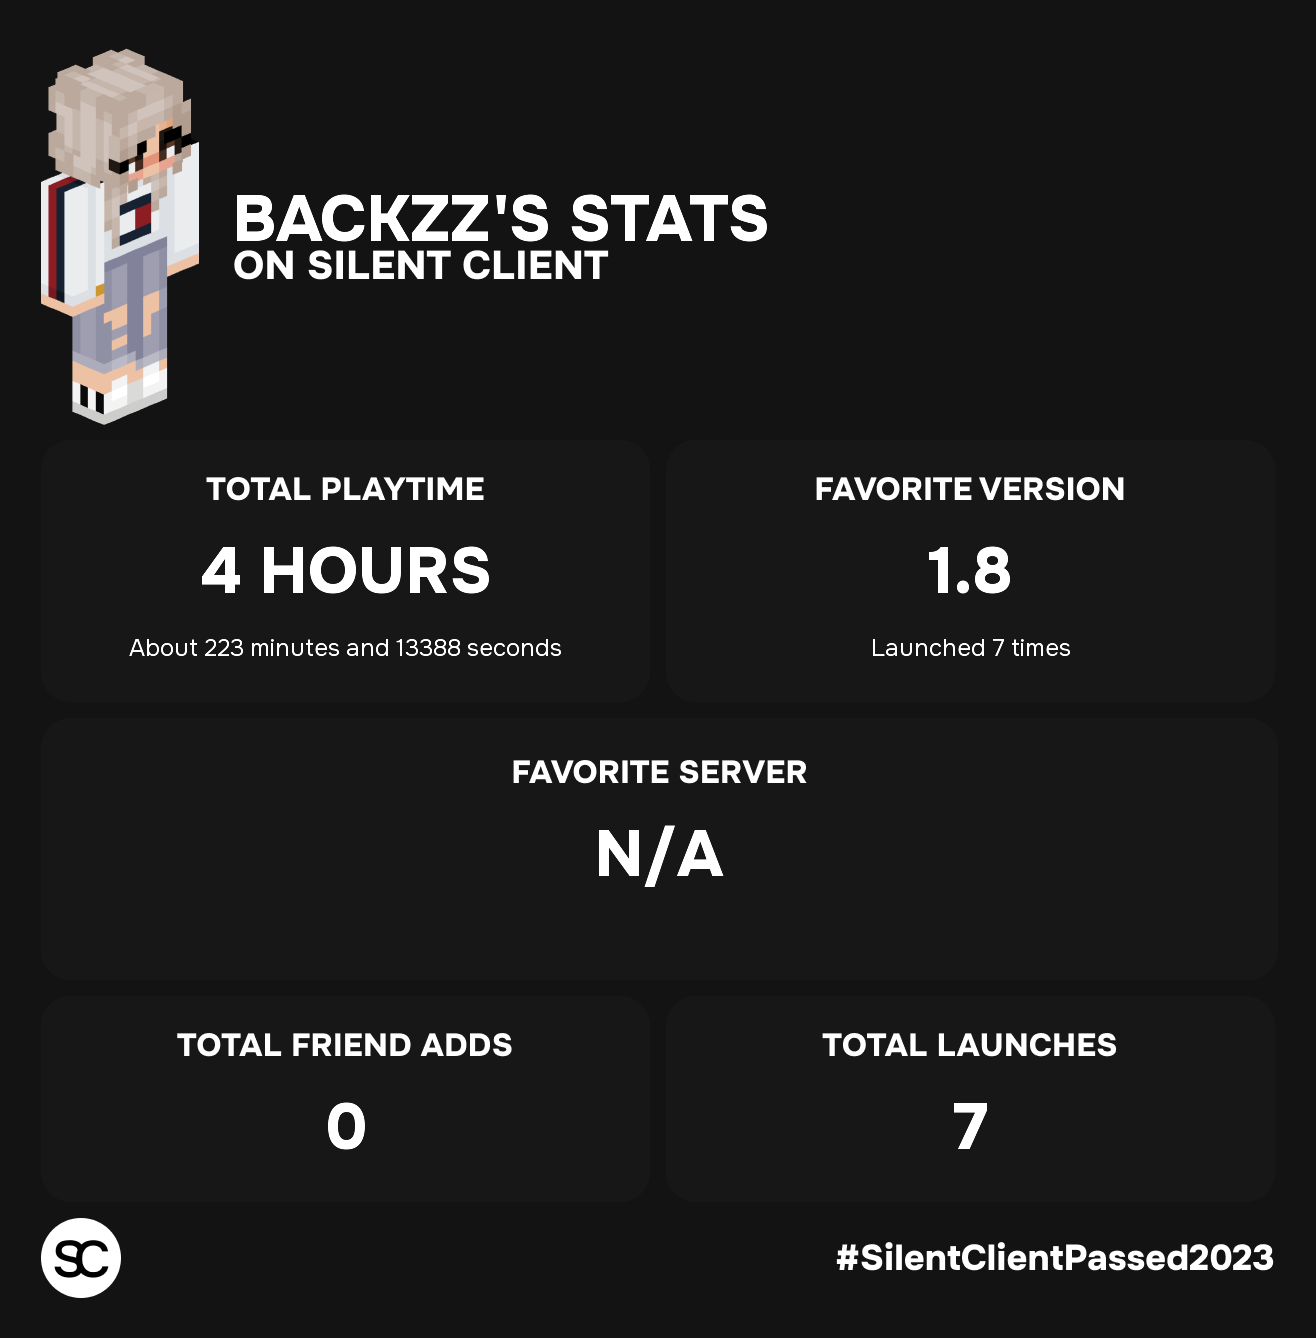 BACKZZ'S STATS
ON SILENT CLIENT
TOTAL PLAYTIME
4 HOURS
About 223 minutes and 13388 seconds
FAVORITE VERSION
1.8
Launched 7 times
FAVORITE SERVER
N/A
TOTAL FRIEND ADDS
0
TOTAL LAUNCHES
7
SC
#SilentClientPassed2023